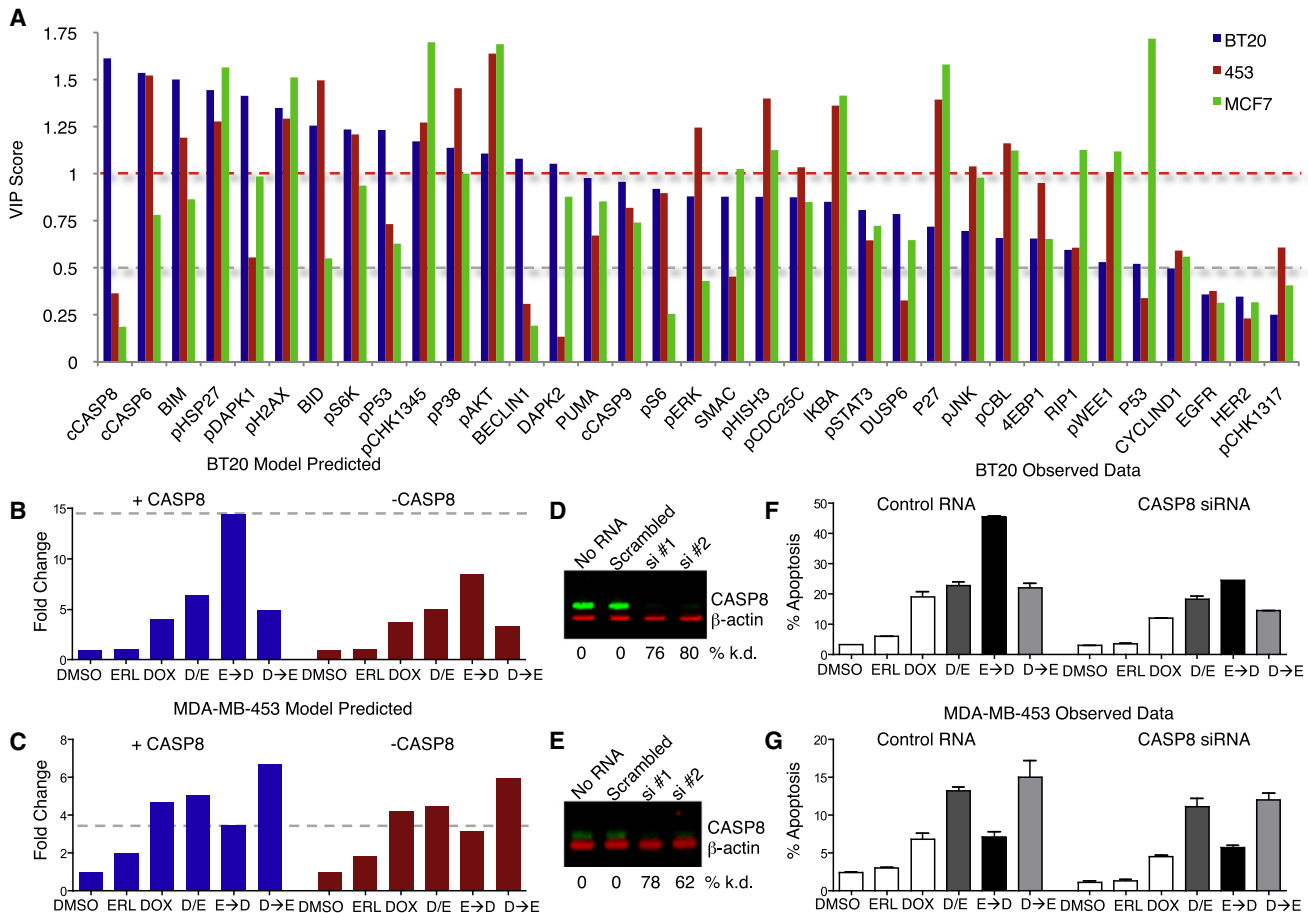 A
VIP Score
1.75
1.5
1.25
1
0.75
0.5
0.25
0
BT20
453
MCF7
cCASP8
cCASP6
BIM
pHSP27
pDAPK1
pH2AX
BID
pS6K
pP53
pCHK1345
pP38
pAKT
BECLIN1
DAPK2
PUMA
cCASP9
pS6
pERK
SMAC
pHISH3
pCDC25C
IKBA
pSTAT3
DUSP6
P27
pJNK
pCBL
4EBP1
RIP1
pWEE1
P53
CYCLIND1
EGFR
HER2
pCHK1317
BT20 Model Predicted
B
+ CASP8
-CASP8
Fold Change
15
10
5
0
DMSO ERL DOX D/E E→D D→E DMSO ERL DOX D/E E→D D→E
MDA-MB-453 Model Predicted
C
+ CASP8
-CASP8
Fold Change
8
6
4
2
0
DMSO ERL DOX D/E E→D D→E DMSO ERL DOX D/E E→D D→E
D
No RNA
Scrambled
si #1
si #2
CASP8
β-actin
0 0 76 80 % k.d.
E
No RNA
Scrambled
si #1
si #2
CASP8
β-actin
0 0 78 62 % k.d.
BT20 Observed Data
F
Control RNA
CASP8 siRNA
% Apoptosis
50
40
30
20
10
0
DMSO ERL DOX D/E E→D D→E DMSO ERL DOX D/E E→D D→E
MDA-MB-453 Observed Data
G
Control RNA
CASP8 siRNA
% Apoptosis
20
15
10
5
0
DMSO ERL DOX D/E E→D D→E DMSO ERL DOX D/E E→D D→E